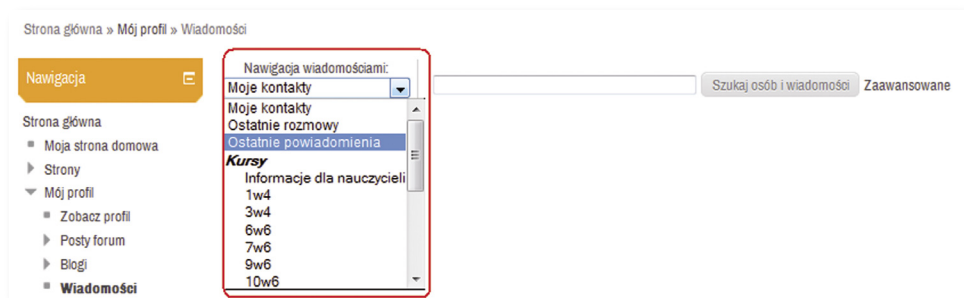 Strona główna » Mój profil » Wiadomości
Nawigacja
Strona główna
Moja strona domowa
Strony
Mój profil
Zobacz profil
Posty forum
Blogi
Wiadomości
Nawigacja wiadomościami:
Moje kontakty
Moje kontakty
Ostatnie rozmowy
Ostatnie powiadomienia
Kursy
Informacje dla nauczycieli
1w4
3w4
6w6
7w6
9w6
10w6
Szukaj osób i wiadomości Zaawansowane